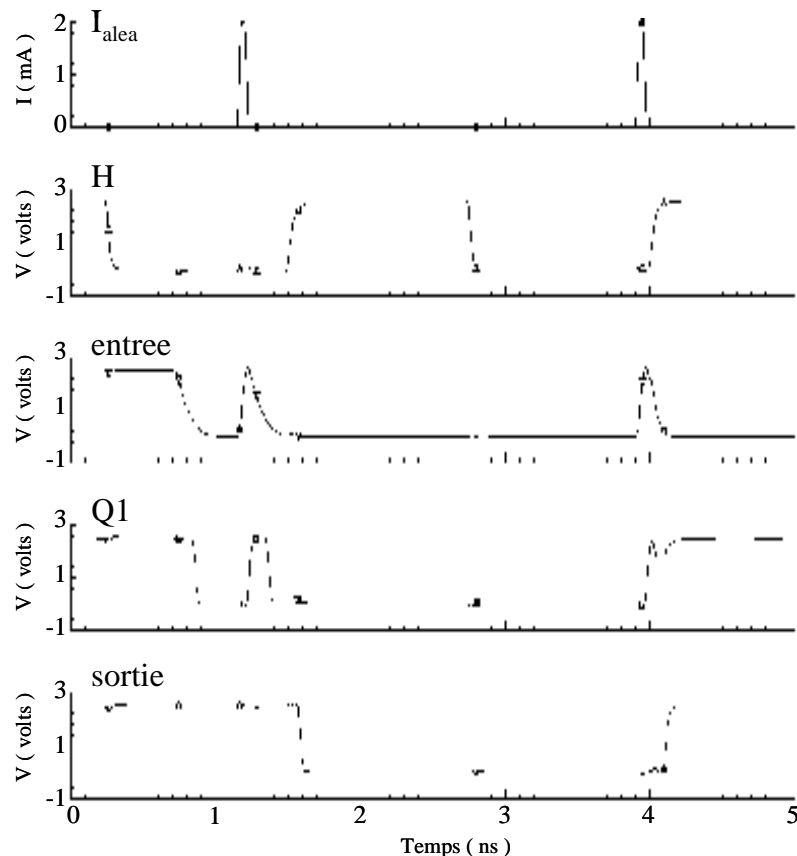 I_alea
2
1
0
I ( mA )
H
3
1
-1
V ( volts )
entree
3
1
-1
V ( volts )
Q1
3
1
-1
V ( volts )
sortie
3
1
-1
V ( volts )
0 1 2 3 4 5
Temps ( ns )